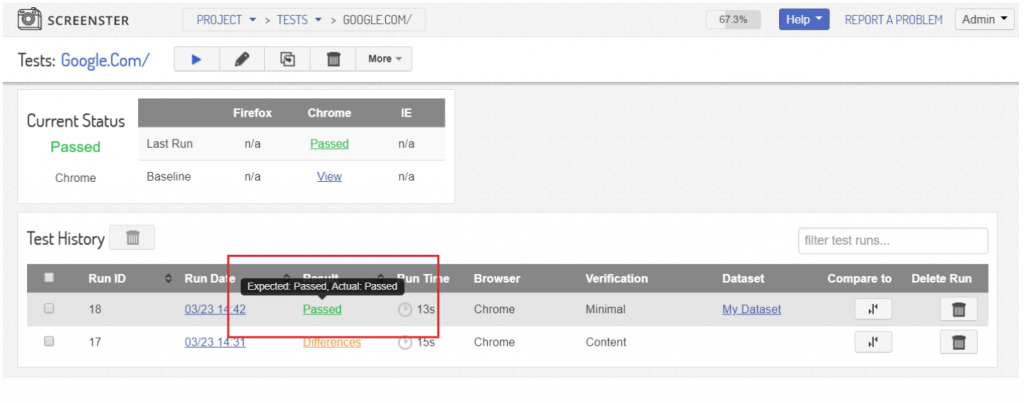 SCREENSTER PROJECT > TESTS > GOOGLE.COM/ 67.3% Help REPORT A PROBLEM Admin
Tests: Google.Com/ More
Current Status Firefox Chrome IE
Passed Last Run n/a Passed n/a
Chrome Baseline n/a View n/a
Test History filter test runs...
Run ID Run Date Result Run Time Browser Verification Dataset Compare to Delete Run
Expected: Passed, Actual: Passed
18 03/23 14:42 Passed 13s Chrome Minimal My Dataset
17 03/23 14:31 Differences 15s Chrome Content